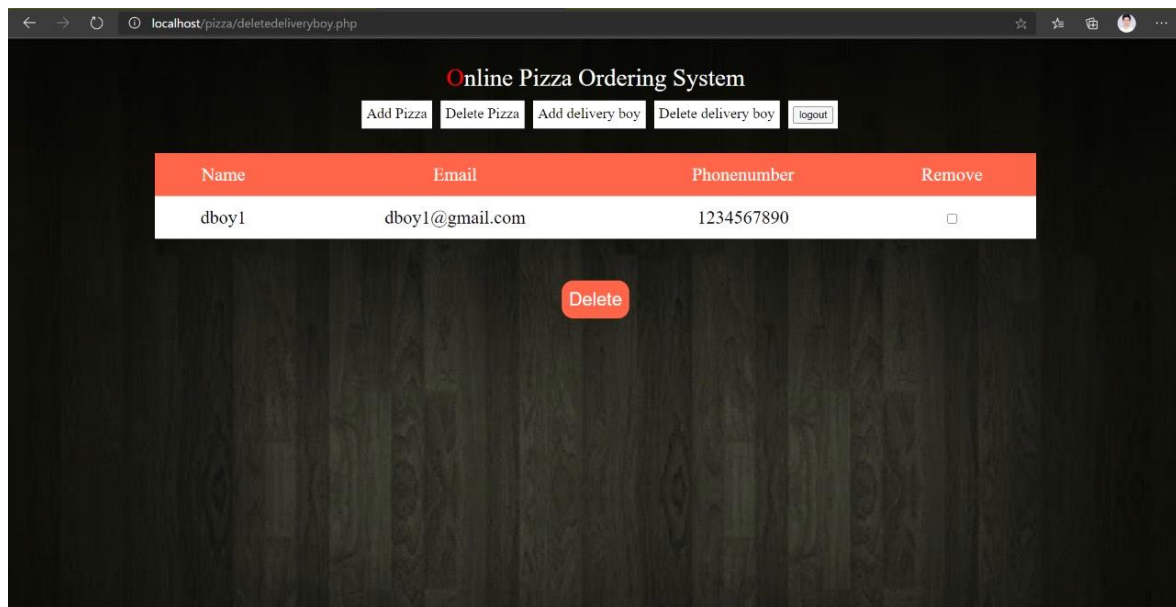 localhost/pizza/deletedeliveryboy.php
Online Pizza Ordering System
Add Pizza Delete Pizza Add delivery boy Delete delivery boy logout
Name Email Phonenumber Remove
dboy1 dboy1@gmail.com 1234567890
Delete